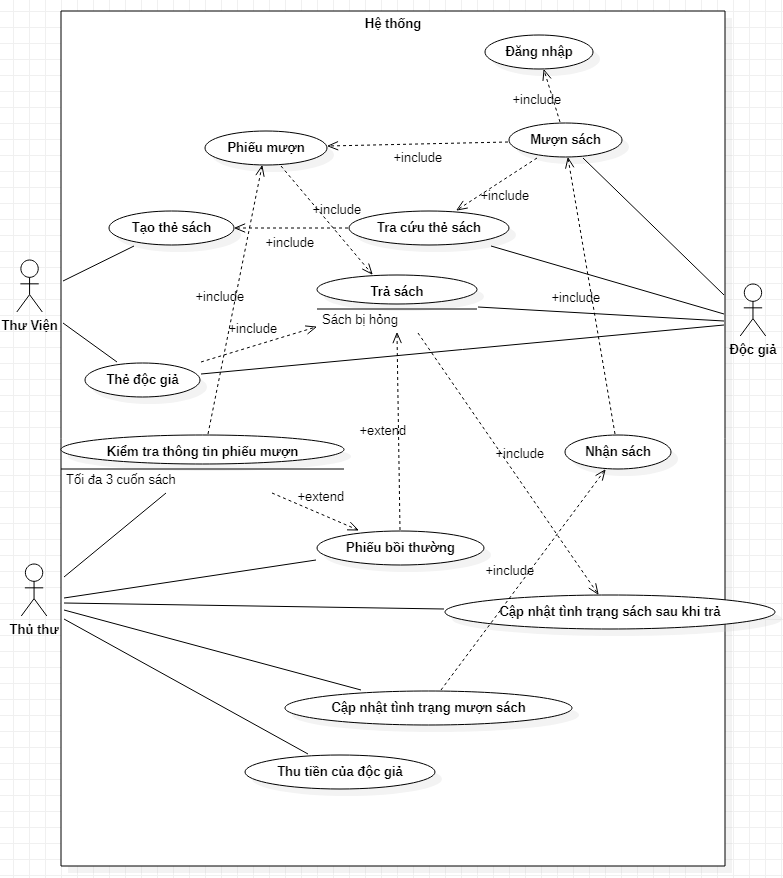 Hệ thống
Đăng nhập
+include
Phiếu mượn
Mượn sách
+include
+include
+include
Tạo thẻ sách
Tra cứu thẻ sách
+include
Trả sách
+include
+include
Thư Viện
Sách bị hỏng
+include
Độc giả
Thẻ độc giả
+extend
Kiểm tra thông tin phiếu mượn
+include
Nhận sách
Tối đa 3 cuốn sách
+extend
Phiếu bồi thường
+include
Cập nhật tình trạng sách sau khi trả
Thủ thư
Cập nhật tình trạng mượn sách
Thu tiền của độc giả